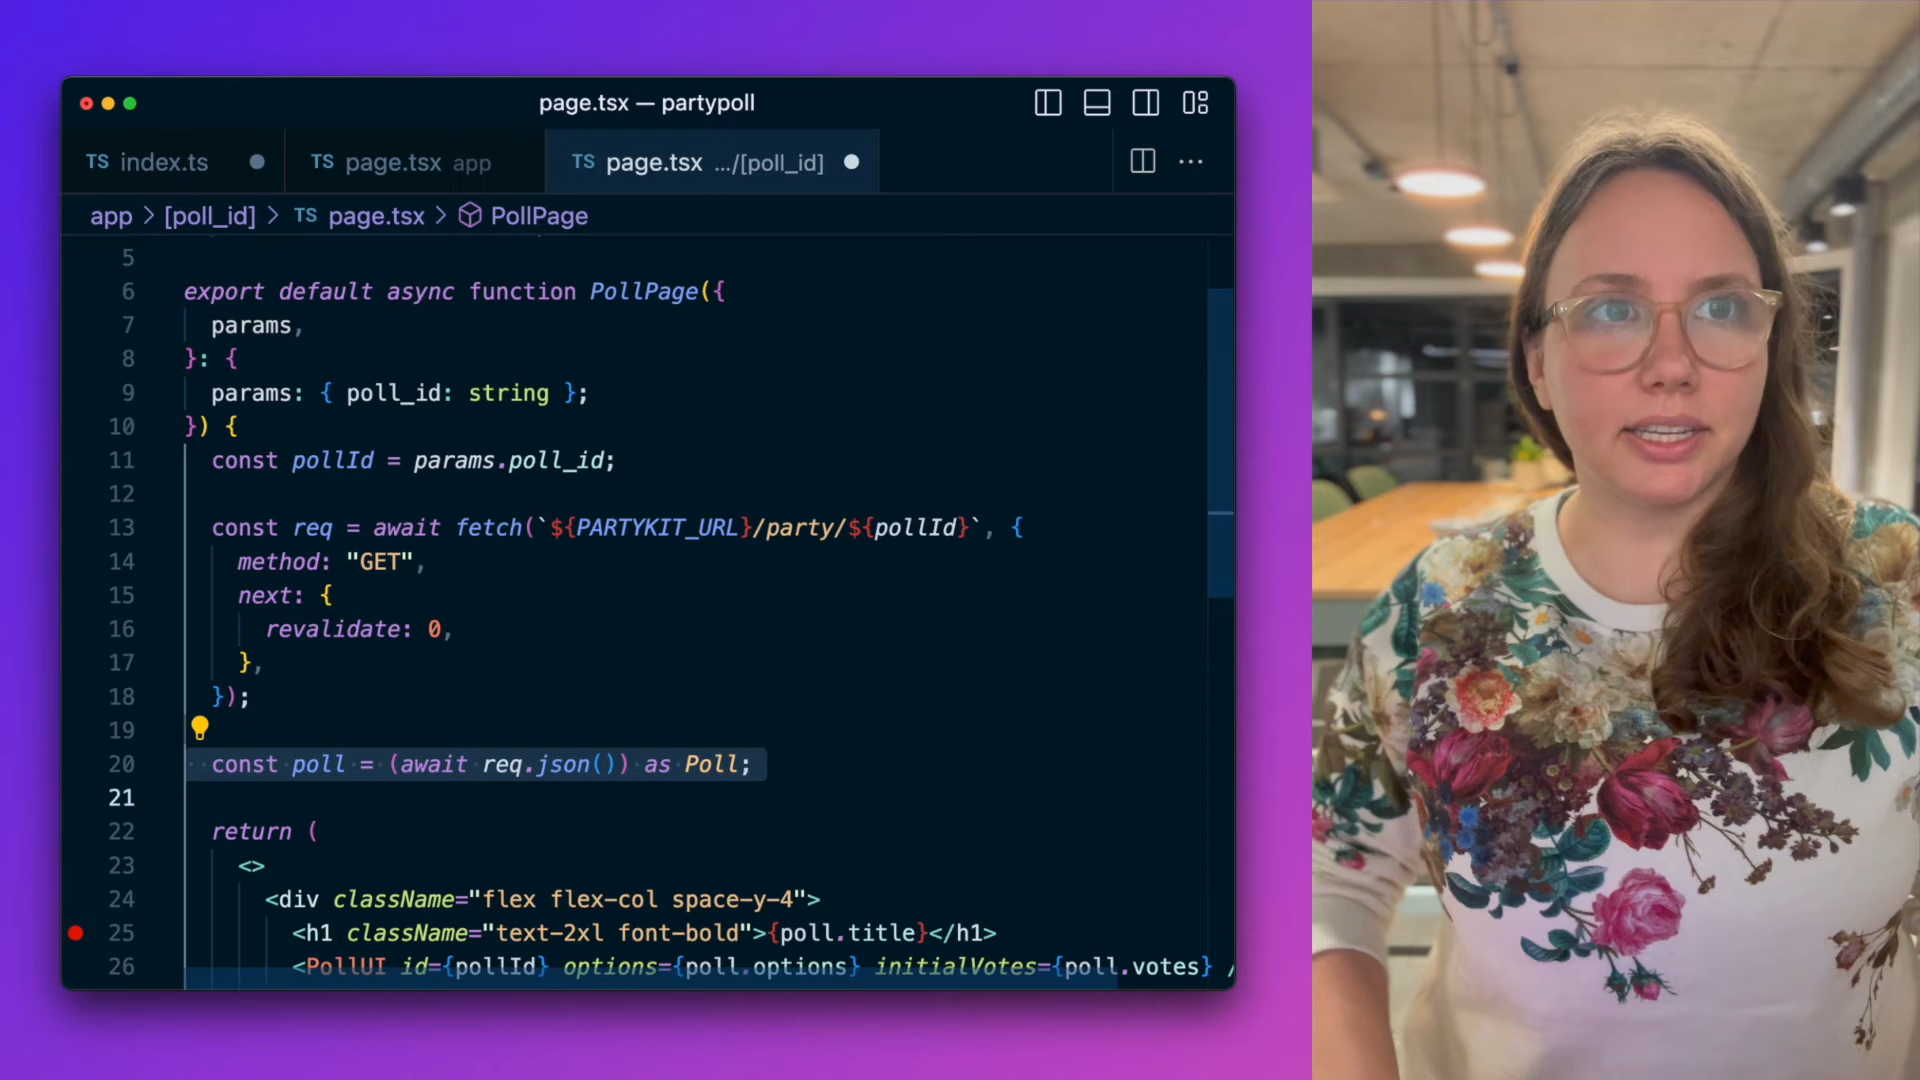 page.tsx — partypoll
TS index.ts
TS page.tsx app
TS page.tsx .../[poll_id]
app > [poll_id] > TS page.tsx > PollPage
5
6 export default async function PollPage({
7 params,
8 }: {
9 params: { poll_id: string };
10 }) {
11 const pollId = params.poll_id;
12
13 const req = await fetch(`${PARTYKIT_URL}/party/${pollId}`, {
14 method: "GET",
15 next: {
16 revalidate: 0,
17 },
18 });
19
20 const poll = (await req.json()) as Poll;
21
22 return (
23 <>
24 <div className="flex flex-col space-y-4">
25 <h1 className="text-2xl font-bold">{poll.title}</h1>
26 <PollUI id={pollId} options={poll.options} initialVotes={poll.votes} /